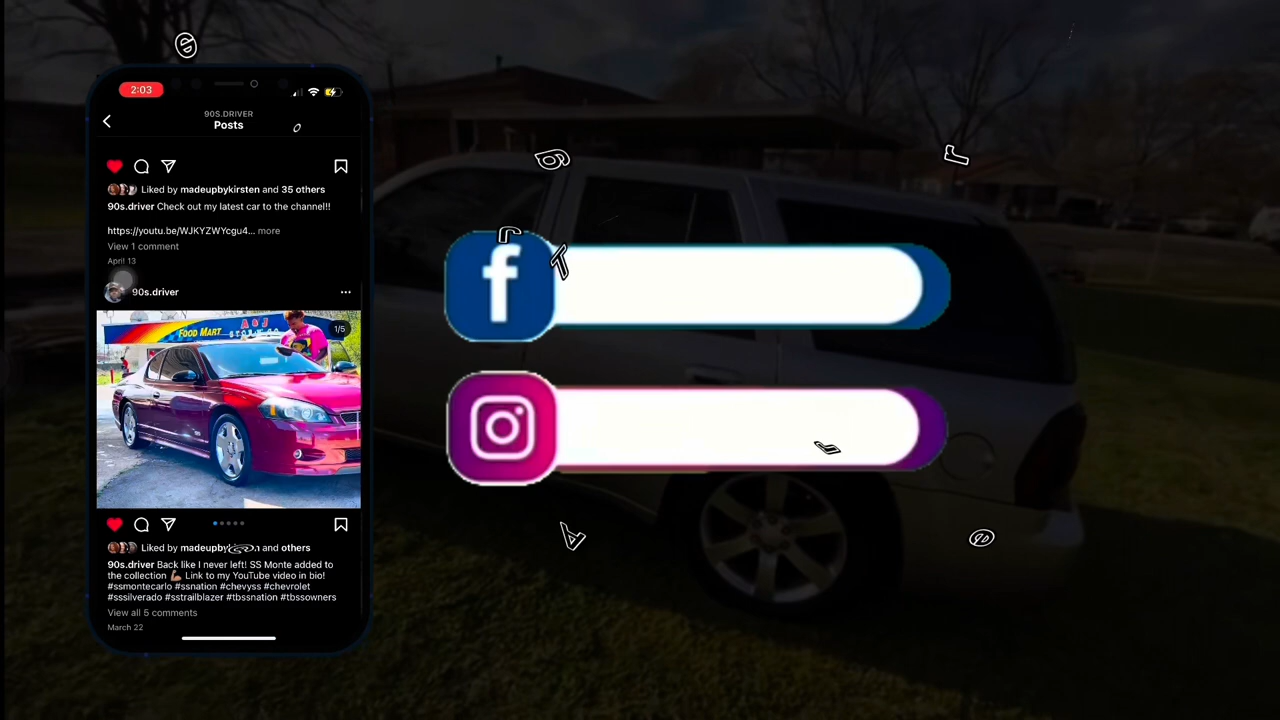 2:03
90S.DRIVER
Posts
Liked by madeupbykirsten and 35 others
90s.driver Check out my latest car to the channel!!
https://youtu.be/WJKYZWYcgu4... more
View 1 comment
April 13
90s.driver
1/5
FOOD MART
A & J
f
Liked by and others
90s.driver Back like I never left! SS Monte added to
the collection 💪🏽 Link to my YouTube video in bio!
#ssmontecarlo #ssnation #chevyss #chevrolet
#sssilverado #sstrailblazer #tbssnation #tbssowners
View all 5 comments
March 22